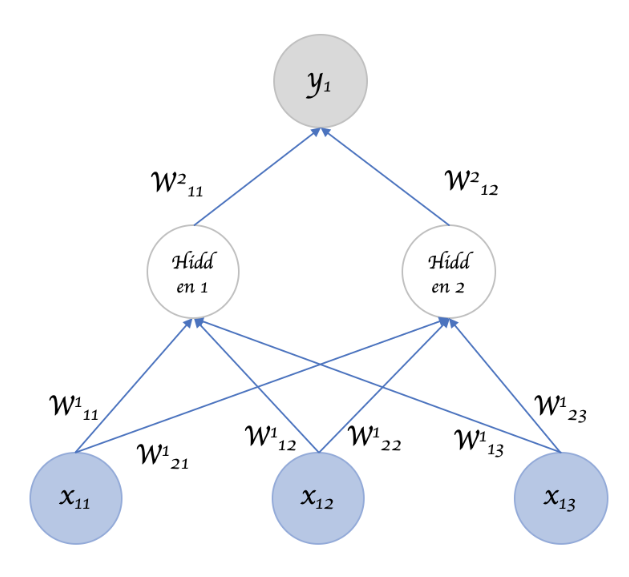 y₁
W²₁₁
W²₁₂
Hidd
en 1
Hidd
en 2
W¹₁₁
W¹₂₁
W¹₁₂
W¹₂₂
W¹₁₃
W¹₂₃
x₁₁
x₁₂
x₁₃